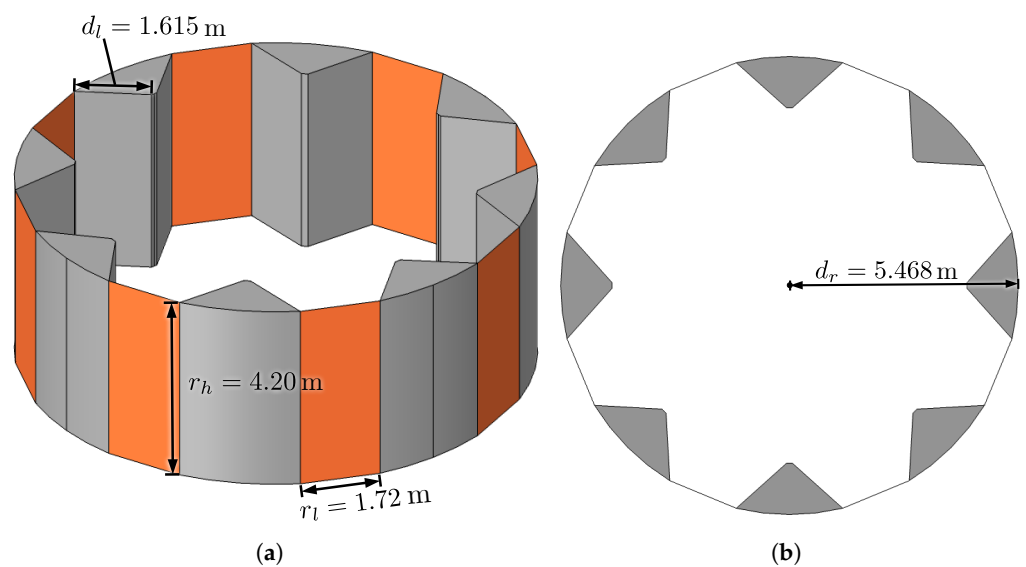 d_l = 1.615 m
d_r = 5.468 m
r_h = 4.20 m
r_l = 1.72 m
(a)
(b)